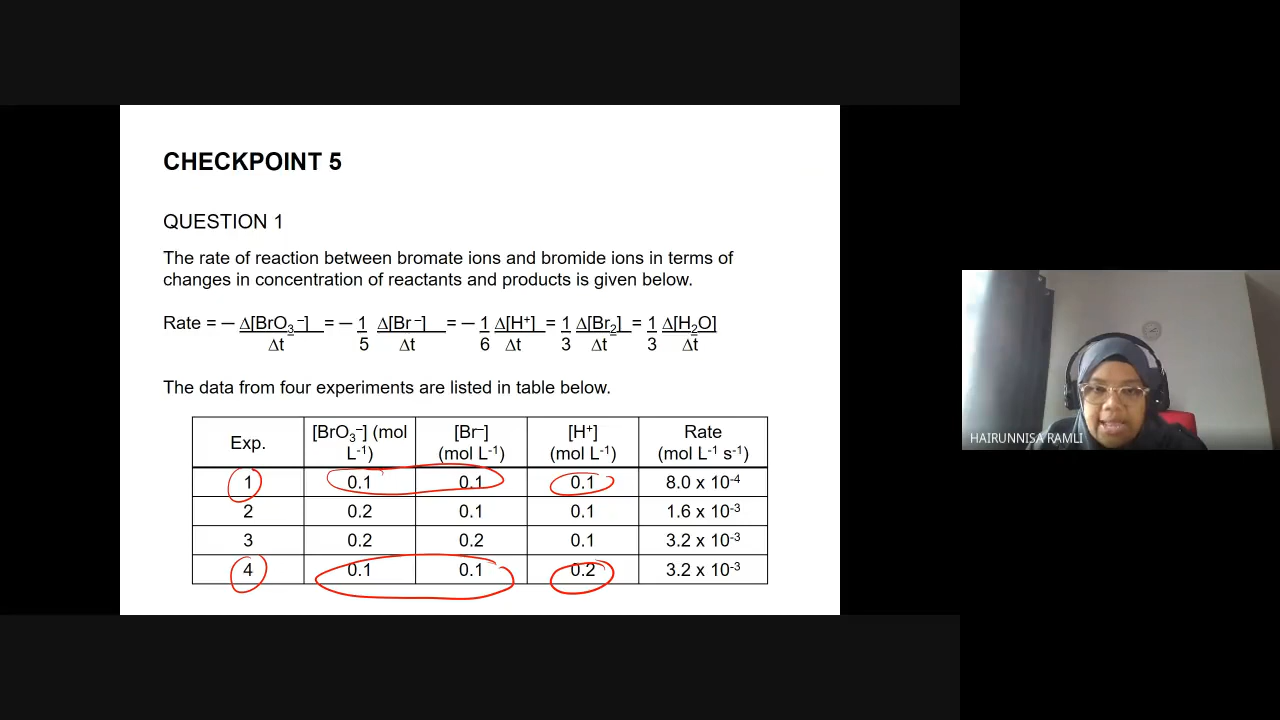 CHECKPOINT 5
QUESTION 1
The rate of reaction between bromate ions and bromide ions in terms of
changes in concentration of reactants and products is given below.
Rate = – Δ[BrO₃⁻] = – 1 Δ[Br⁻] = – 1 Δ[H⁺] = 1 Δ[Br₂] = 1 Δ[H₂O]
Δt 5 Δt 6 Δt 3 Δt 3 Δt
The data from four experiments are listed in table below.
Exp. [BrO₃⁻] (mol L⁻¹) [Br⁻] (mol L⁻¹) [H⁺] (mol L⁻¹) Rate (mol L⁻¹ s⁻¹)
1 0.1 0.1 0.1 8.0 x 10⁻⁴
2 0.2 0.1 0.1 1.6 x 10⁻³
3 0.2 0.2 0.1 3.2 x 10⁻³
4 0.1 0.1 0.2 3.2 x 10⁻³
HAIRUNNISA RAMLI